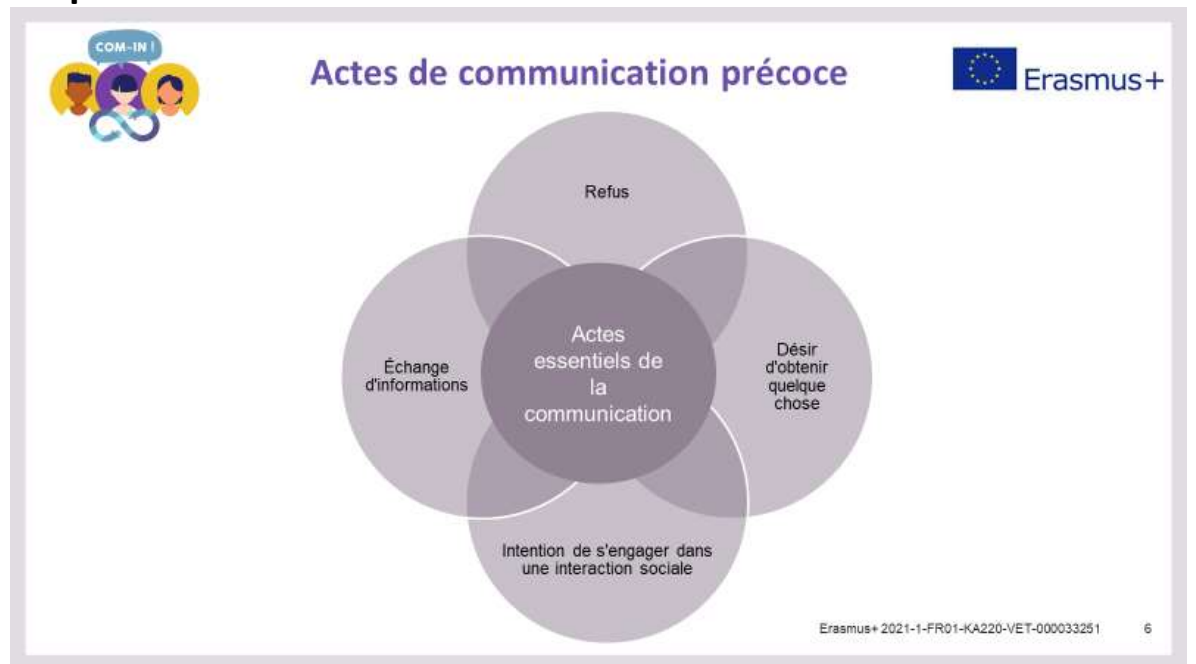 COM-IN !
Actes de communication précoce
Erasmus+
Refus
Échange
d'informations
Actes
essentiels de
la
communication
Désir
d'obtenir
quelque
chose
Intention de s'engager dans
une interaction sociale
Erasmus+ 2021-1-FR01-KA220-VET-000033251
6